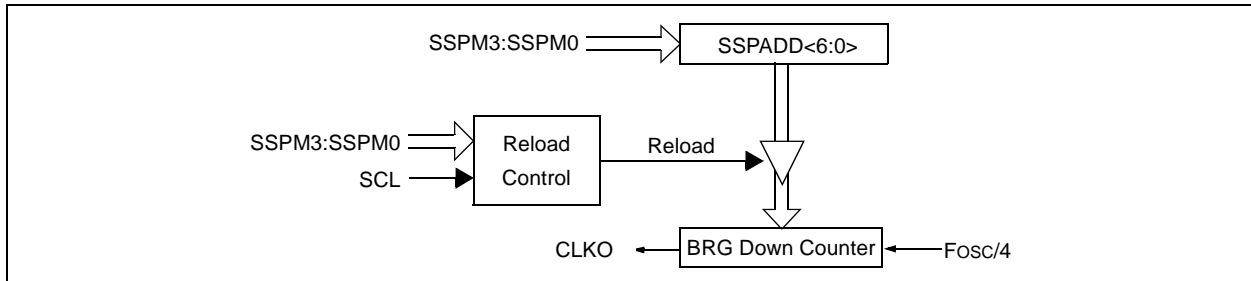 SSPM3:SSPM0
SSPADD<6:0>
SSPM3:SSPM0
SCL
Reload
Control
Reload
CLKO
BRG Down Counter
FOSC/4